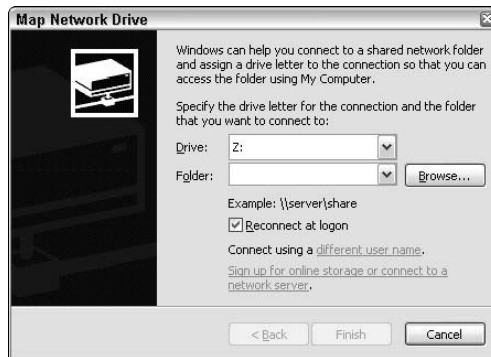 Map Network Drive
Windows can help you connect to a shared network folder
and assign a drive letter to the connection so that you can
access the folder using My Computer.
Specify the drive letter for the connection and the folder
that you want to connect to:
Drive: Z:
Folder: Browse...
Example: \\server\share
Reconnect at logon
Connect using a different user name.
Sign up for online storage or connect to a
network server.
< Back Finish Cancel